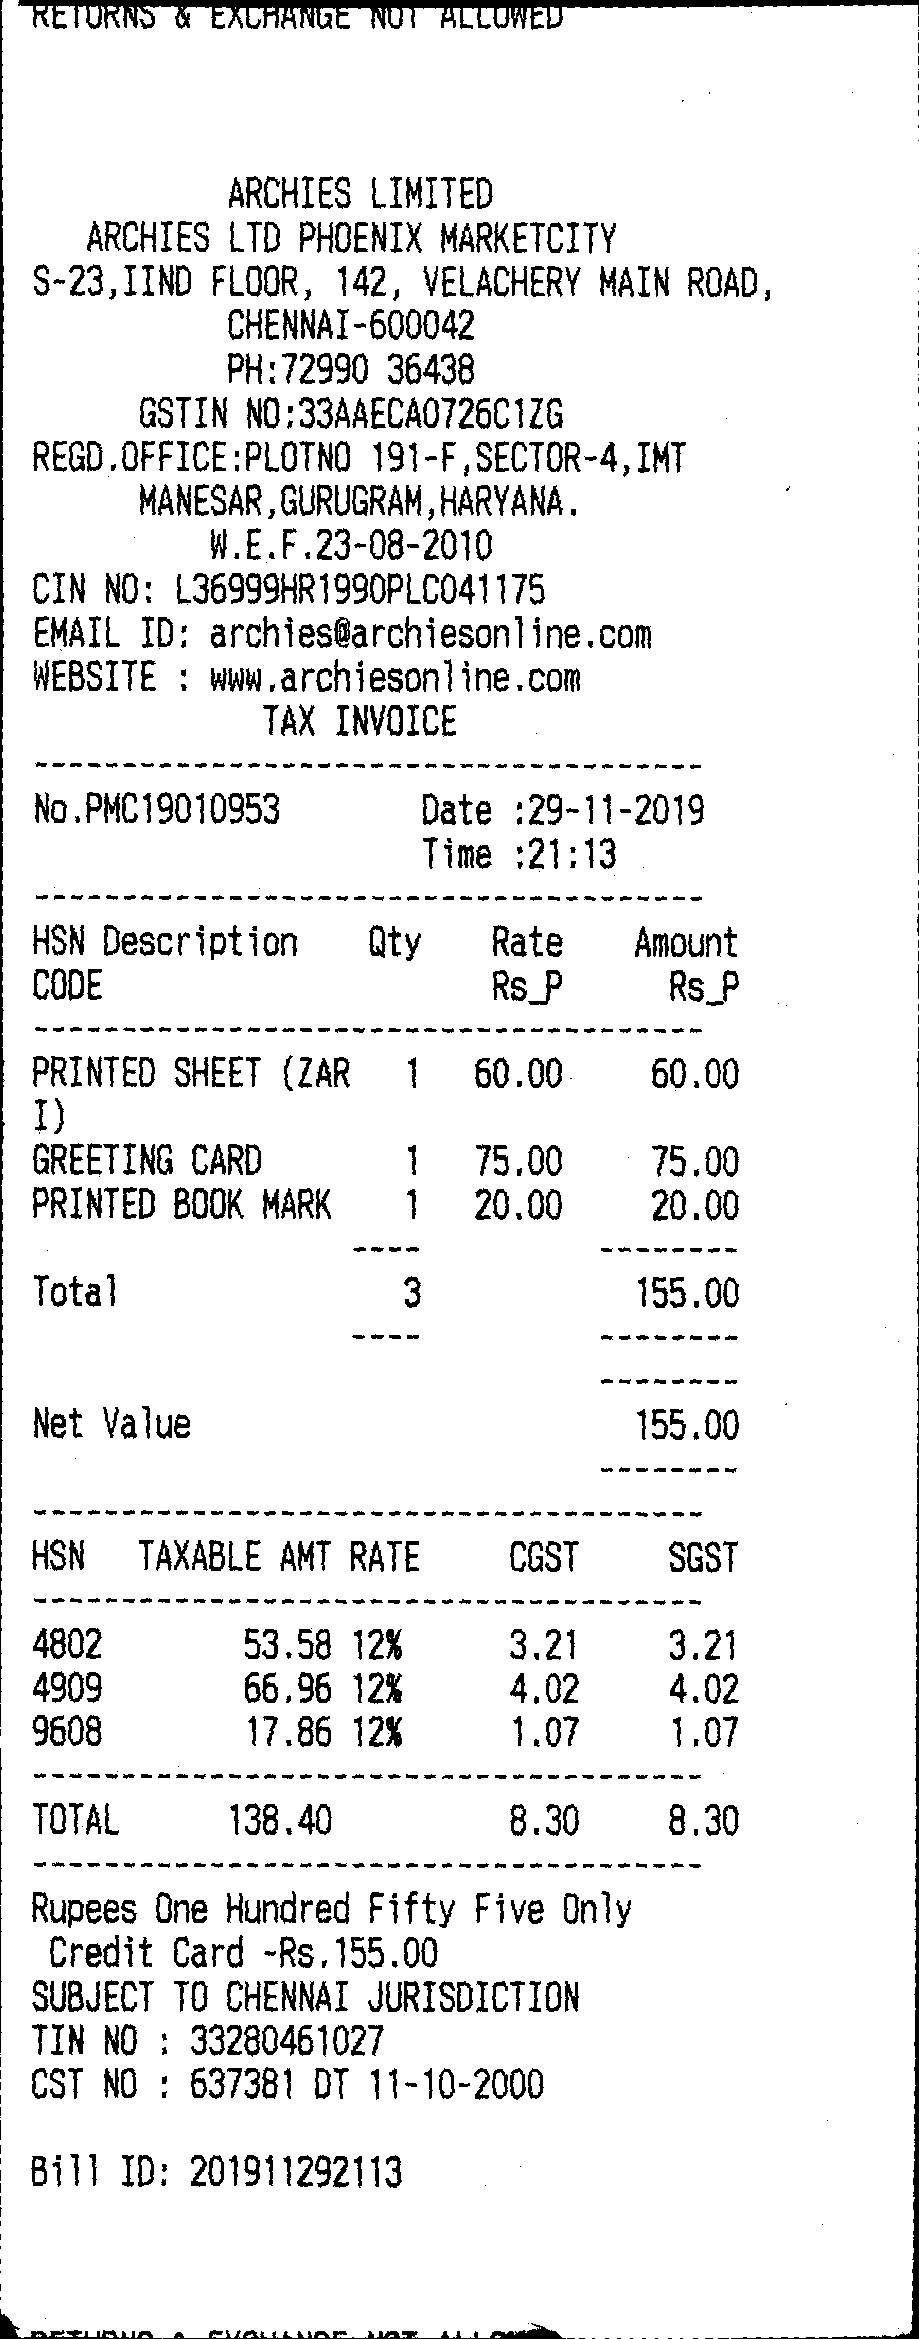 RETURNS & EXCHANGE NOT ALLOWED
ARCHIES LIMITED
ARCHIES LTD PHOENIX MARKETCITY
S-23,IIND FLOOR, 142, VELACHERY MAIN ROAD,
CHENNAI-600042
PH:72990 36438
GSTIN NO:33AAECA0726C1ZG
REGD.OFFICE:PLOTNO 191-F,SECTOR-4,IMT
MANESAR,GURUGRAM,HARYANA.
W.E.F.23-08-2010
CIN NO: L36999HR1990PLC041175
EMAIL ID: archies@archiesonline.com
WEBSITE : www.archiesonline.com
TAX INVOICE
--------------------------------------
No.PMC19010953 Date :29-11-2019
Time :21:13
--------------------------------------
HSN Description Qty Rate Amount
CODE Rs_P Rs_P
--------------------------------------
PRINTED SHEET (ZAR 1 60.00 60.00
I)
GREETING CARD 1 75.00 75.00
PRINTED BOOK MARK 1 20.00 20.00
---- --------
Total 3 155.00
---- --------
--------
Net Value 155.00
--------
--------------------------------------
HSN TAXABLE AMT RATE CGST SGST
--------------------------------------
4802 53.58 12% 3.21 3.21
4909 66.96 12% 4.02 4.02
9608 17.86 12% 1.07 1.07
--------------------------------------
TOTAL 138.40 8.30 8.30
--------------------------------------
Rupees One Hundred Fifty Five Only
Credit Card -Rs.155.00
SUBJECT TO CHENNAI JURISDICTION
TIN NO : 33280461027
CST NO : 637381 DT 11-10-2000
Bill ID: 201911292113
RETURNS & EXCHANGE NOT